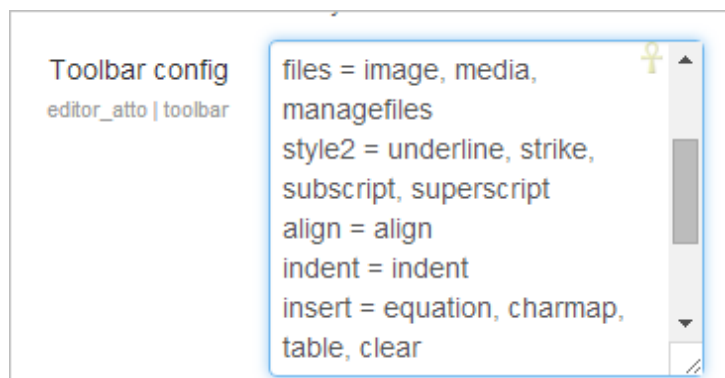 Toolbar config
editor_atto | toolbar
files = image, media,
managefiles
style2 = underline, strike,
subscript, superscript
align = align
indent = indent
insert = equation, charmap,
table, clear